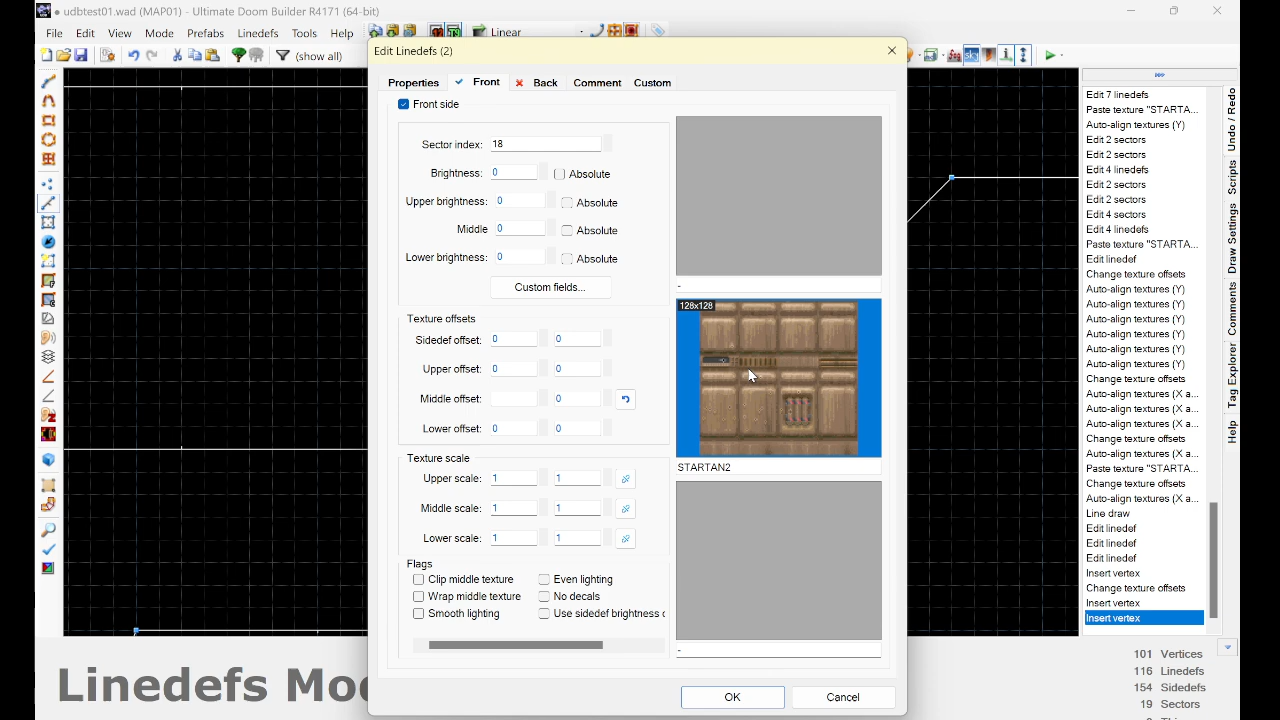 udbtest01.wad (MAP01) - Ultimate Doom Builder R4171 (64-bit)
File Edit View Mode Prefabs Linedefs Tools Help
Linear
(show all)
Edit Linedefs (2)
Properties Front Back Comment Custom
Front side
Sector index: 18
Brightness: 0 Absolute
Upper brightness: 0 Absolute
Middle 0 Absolute
Lower brightness: 0 Absolute
Custom fields...
-
Texture offsets
Sidedef offset: 0 0
Upper offset: 0 0
Middle offset: 0
Lower offset: 0 0
128x128
STARTAN2
Texture scale
Upper scale: 1 1
Middle scale: 1 1
Lower scale: 1 1
Flags
Clip middle texture Even lighting
Wrap middle texture No decals
Smooth lighting Use sidedef brightness
-
OK Cancel
Edit 7 linedefs
Paste texture "STARTA...
Auto-align textures (Y)
Edit 2 sectors
Edit 2 sectors
Edit 4 linedefs
Edit 2 sectors
Edit 2 sectors
Edit 4 sectors
Edit 4 linedefs
Paste texture "STARTA...
Edit linedef
Change texture offsets
Auto-align textures (Y)
Auto-align textures (Y)
Auto-align textures (Y)
Auto-align textures (Y)
Auto-align textures (Y)
Auto-align textures (Y)
Change texture offsets
Auto-align textures (X a...
Auto-align textures (X a...
Auto-align textures (X a...
Change texture offsets
Auto-align textures (X a...
Paste texture "STARTA...
Change texture offsets
Auto-align textures (X a...
Line draw
Edit linedef
Edit linedef
Edit linedef
Insert vertex
Change texture offsets
Insert vertex
Insert vertex
Undo / Redo
Scripts
Draw Settings
Comments
Tag Explorer
Help
Linedefs Mo
101 Vertices
116 Linedefs
154 Sidedefs
19 Sectors